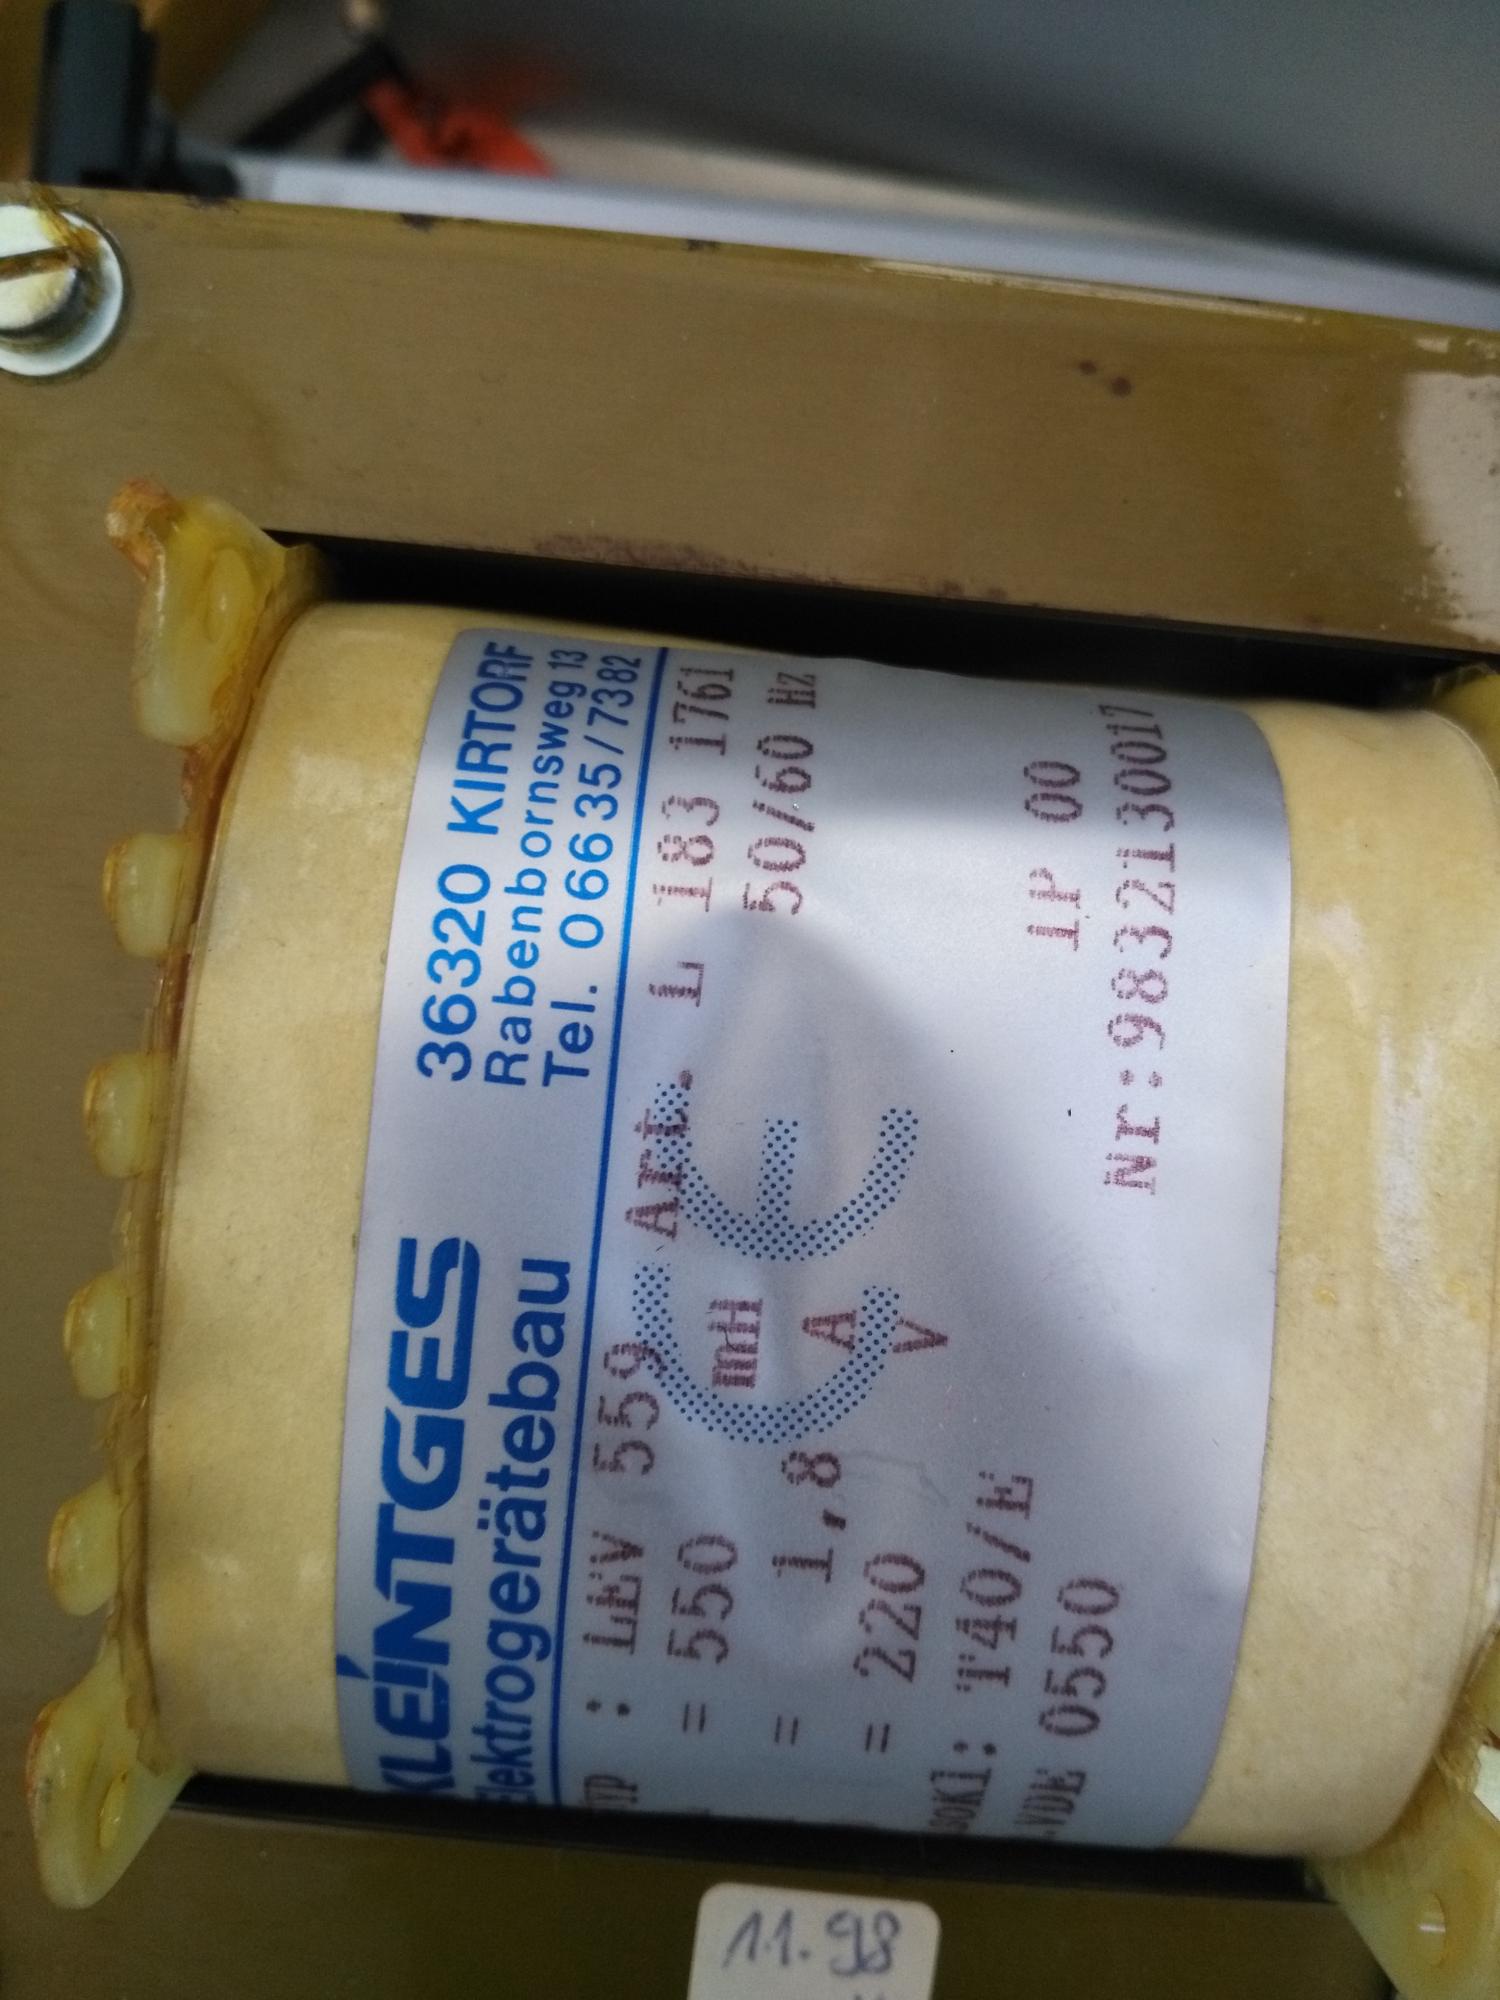 KLEINTGES
Elektrogerätebau
36320 KIRTORF
Rabenbornsweg 13
Tel. 06635/7382
: LEV 559 Art. L 183 1761
= 550 mH 50/60 Hz
= 1,8 A
= 220 V
T40/E IP 00
VDE 0550 Nr:9832130017
11.98